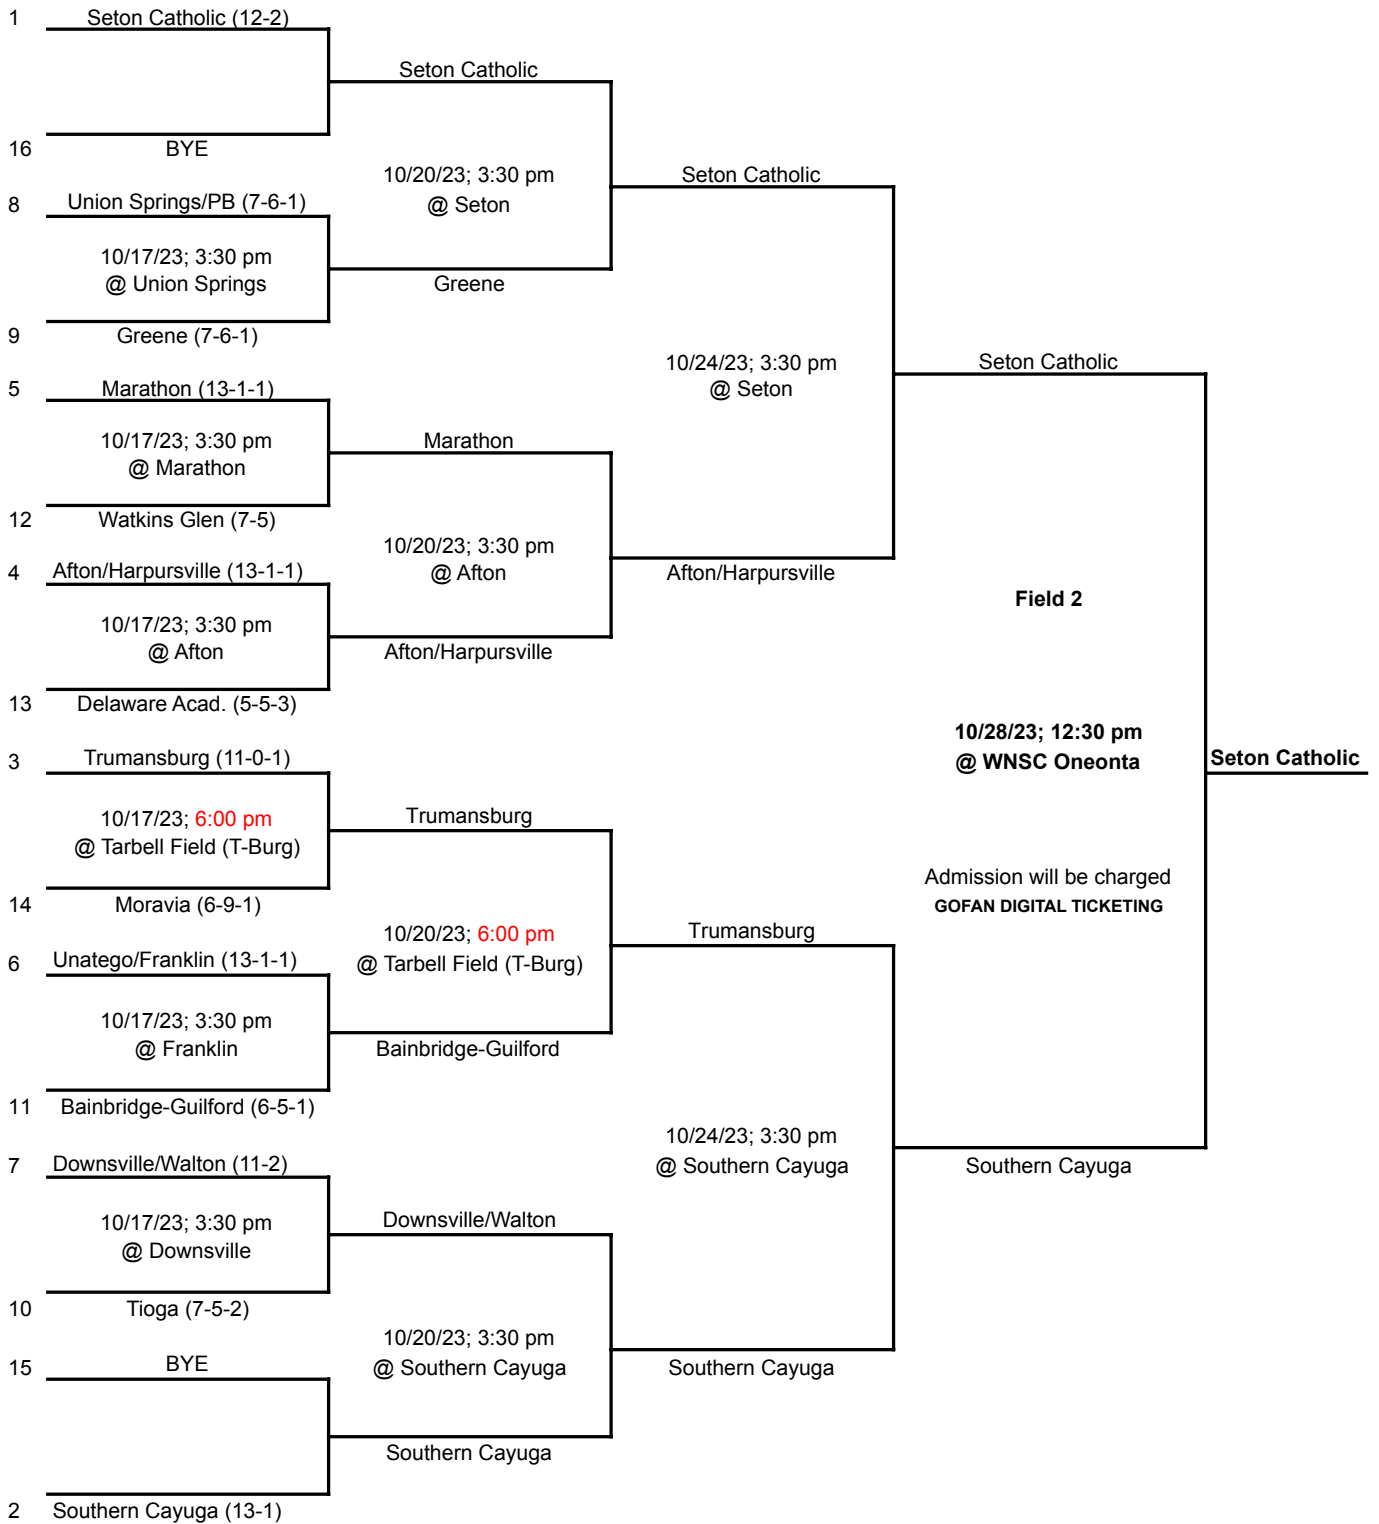 1 Seton Catholic (12-2)
Seton Catholic
16 BYE
10/20/23; 3:30 pm
@ Seton
Seton Catholic
8 Union Springs/PB (7-6-1)
10/17/23; 3:30 pm
@ Union Springs
Greene
9 Greene (7-6-1)
10/24/23; 3:30 pm
@ Seton
Seton Catholic
5 Marathon (13-1-1)
10/17/23; 3:30 pm
@ Marathon
Marathon
12 Watkins Glen (7-5)
10/20/23; 3:30 pm
@ Afton
Afton/Harpursville
4 Afton/Harpursville (13-1-1)
Field 2
10/17/23; 3:30 pm
@ Afton
Afton/Harpursville
13 Delaware Acad. (5-5-3)
10/28/23; 12:30 pm
@ WNSC Oneonta
Seton Catholic
3 Trumansburg (11-0-1)
10/17/23; 6:00 pm
@ Tarbell Field (T-Burg)
Trumansburg
Admission will be charged
GOFAN DIGITAL TICKETING
14 Moravia (6-9-1)
10/20/23; 6:00 pm
@ Tarbell Field (T-Burg)
Trumansburg
6 Unatego/Franklin (13-1-1)
10/17/23; 3:30 pm
@ Franklin
Bainbridge-Guilford
11 Bainbridge-Guilford (6-5-1)
10/24/23; 3:30 pm
@ Southern Cayuga
Southern Cayuga
7 Downsville/Walton (11-2)
10/17/23; 3:30 pm
@ Downsville
Downsville/Walton
10 Tioga (7-5-2)
10/20/23; 3:30 pm
@ Southern Cayuga
Southern Cayuga
15 BYE
Southern Cayuga
2 Southern Cayuga (13-1)